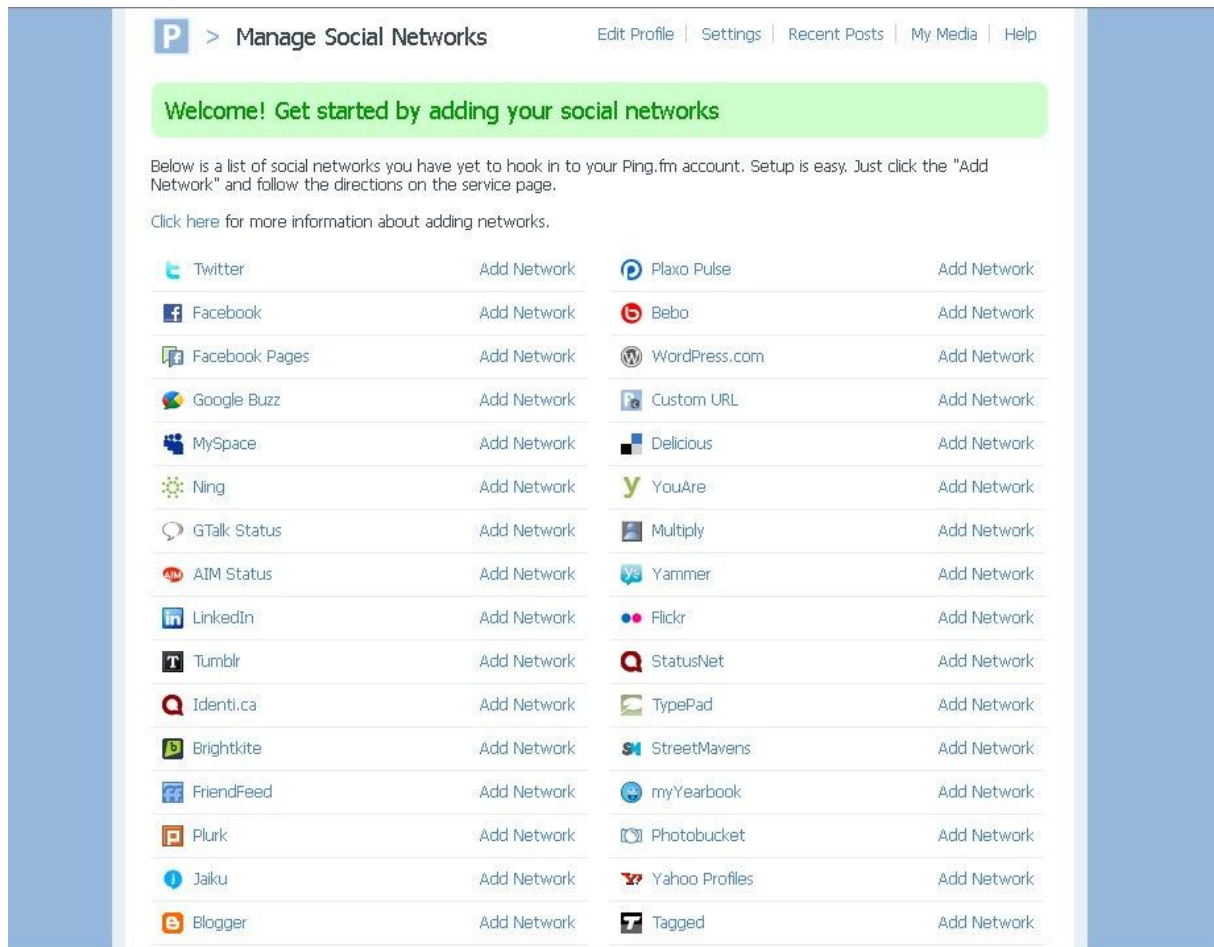 P > Manage Social Networks Edit Profile | Settings | Recent Posts | My Media | Help
Welcome! Get started by adding your social networks
Below is a list of social networks you have yet to hook in to your Ping.fm account. Setup is easy. Just click the "Add
Network" and follow the directions on the service page.
Click here for more information about adding networks.
Twitter Add Network Plaxo Pulse Add Network
Facebook Add Network Bebo Add Network
Facebook Pages Add Network WordPress.com Add Network
Google Buzz Add Network Custom URL Add Network
MySpace Add Network Delicious Add Network
Ning Add Network YouAre Add Network
GTalk Status Add Network Multiply Add Network
AIM Status Add Network Yammer Add Network
LinkedIn Add Network Flickr Add Network
Tumblr Add Network StatusNet Add Network
Identi.ca Add Network TypePad Add Network
Brightkite Add Network StreetMavens Add Network
FriendFeed Add Network myYearbook Add Network
Plurk Add Network Photobucket Add Network
Jaiku Add Network Yahoo Profiles Add Network
Blogger Add Network Tagged Add Network